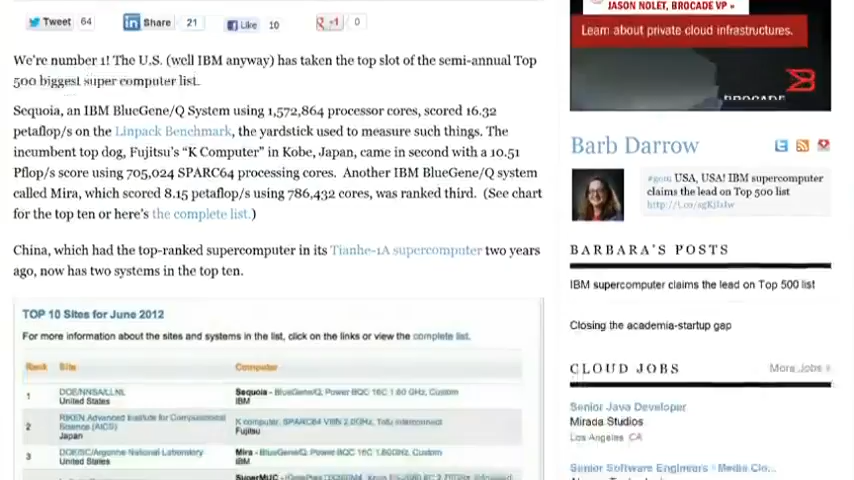 Tweet 64 Share 21 Like 10 +1 0
We're number 1! The U.S. (well IBM anyway) has taken the top slot of the semi-annual Top
500 biggest super computer list.
Sequoia, an IBM BlueGene/Q System using 1,572,864 processor cores, scored 16.32
petaflop/s on the Linpack Benchmark, the yardstick used to measure such things. The
incumbent top dog, Fujitsu's “K Computer” in Kobe, Japan, came in second with a 10.51
Pflop/s score using 705,024 SPARC64 processing cores. Another IBM BlueGene/Q system
called Mira, which scored 8.15 petaflop/s using 786,432 cores, was ranked third. (See chart
for the top ten or here's the complete list.)
China, which had the top-ranked supercomputer in its Tianhe-1A supercomputer two years
ago, now has two systems in the top ten.
TOP 10 Sites for June 2012
For more information about the sites and systems in the list, click on the links or view the complete list.
Rank Site Computer
1 DOE/NNSA/LLNL
United States
Sequoia - BlueGene/Q, Power BQC 16C 1.60 GHz, Custom
IBM
2 RIKEN Advanced Institute for Computational
Science (AICS)
Japan
K computer, SPARC64 VIIIfx 2.0GHz, Tofu interconnect
Fujitsu
3 DOE/SC/Argonne National Laboratory
United States
Mira - BlueGene/Q, Power BQC 16C 1.60GHz, Custom
IBM
SuperMUC -
JASON NOLET, BROCADE VP »
Learn about private cloud infrastructures.
BROCADE
Barb Darrow
USA, USA! IBM supercomputer
claims the lead on Top 500 list
BARBARA'S POSTS
IBM supercomputer claims the lead on Top 500 list
Closing the academia-startup gap
CLOUD JOBS More Jobs »
Senior Java Developer
Mirada Studios
Los Angeles CA
Senior Software Engineers - Media Clo...